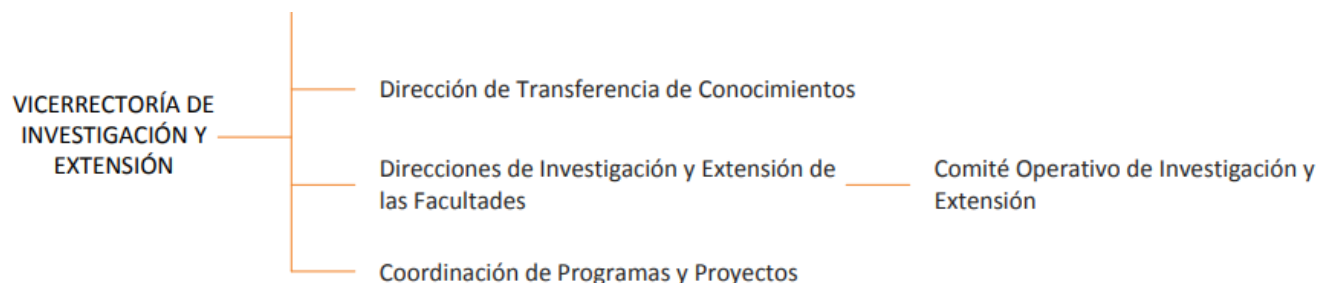 VICERRECTORÍA DE
INVESTIGACIÓN Y
EXTENSIÓN
Dirección de Transferencia de Conocimientos
Direcciones de Investigación y Extensión de
las Facultades
Comité Operativo de Investigación y
Extensión
Coordinación de Programas y Proyectos